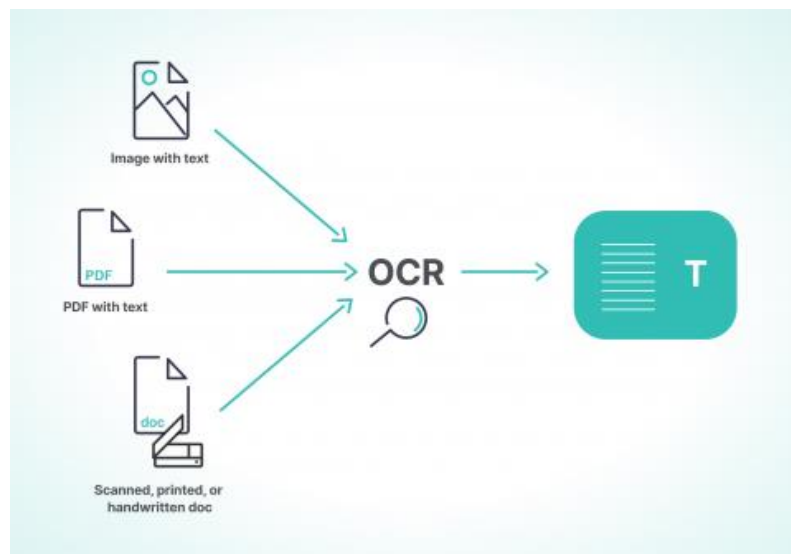 Image with text
PDF
PDF with text
OCR
T
doc
Scanned, printed, or
handwritten doc